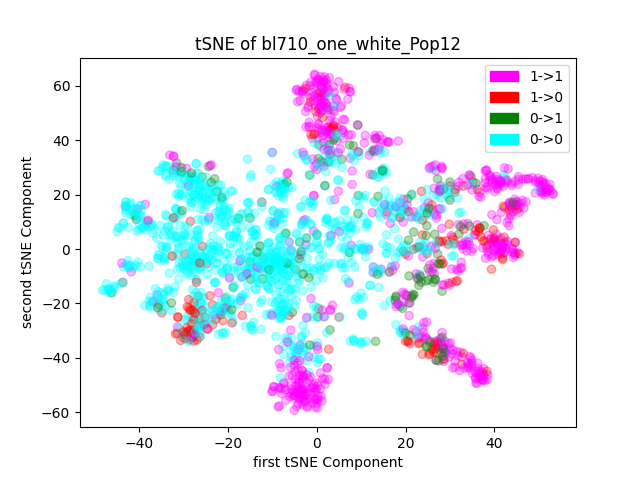 tSNE of bl710_one_white_Pop12
1->1
1->0
0->1
0->0
60
40
20
0
−20
−40
−60
second tSNE Component
−40 −20 0 20 40
first tSNE Component